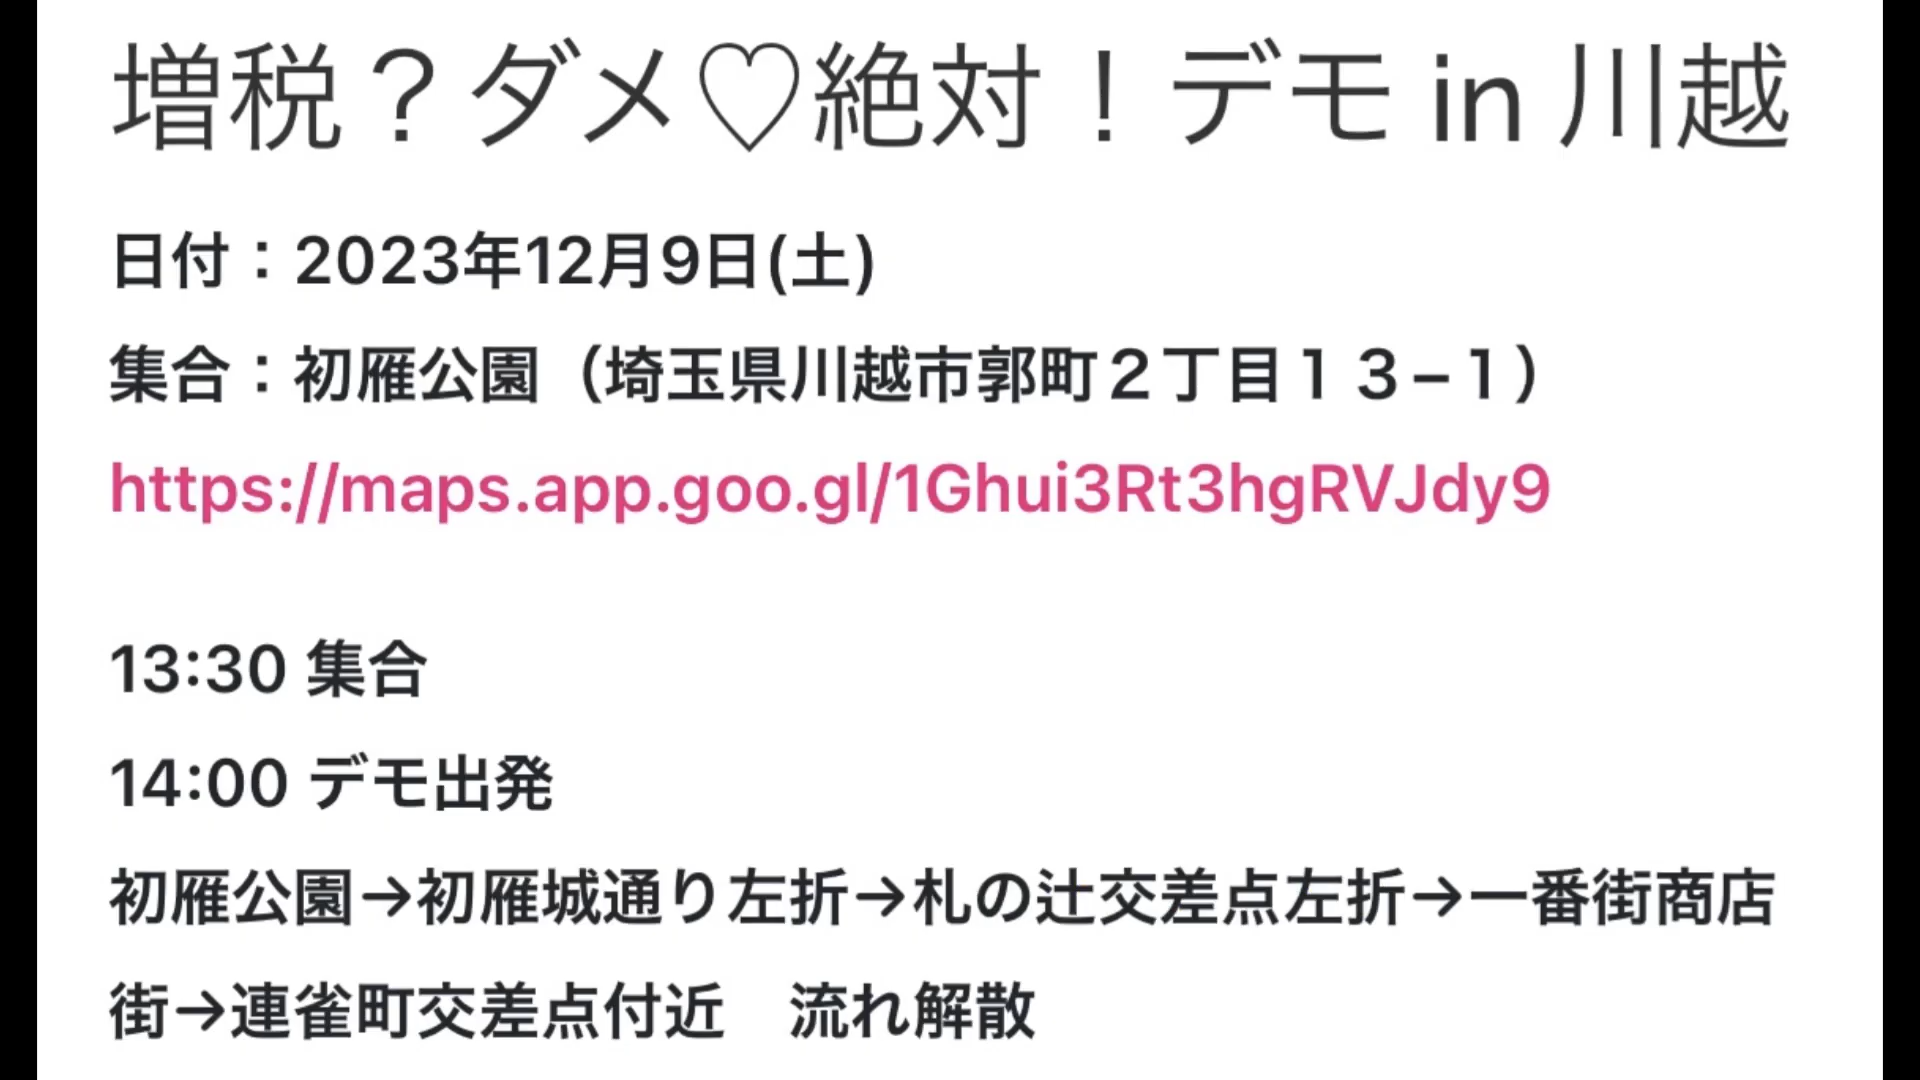 増税？ダメ♡絶対！デモ in 川越
日付：2023年12月9日(土)
集合：初雁公園（埼玉県川越市郭町２丁目１３−１）
https://maps.app.goo.gl/1Ghui3Rt3hgRVJdy9
13:30 集合
14:00 デモ出発
初雁公園→初雁城通り左折→札の辻交差点左折→一番街商店
街→連雀町交差点付近　流れ解散